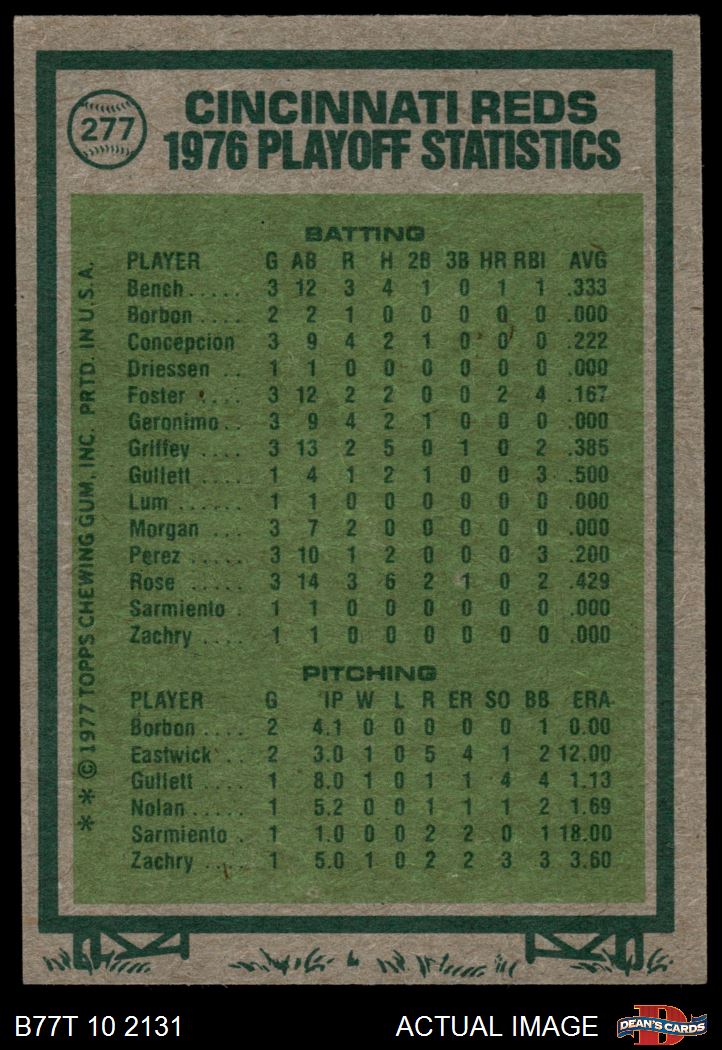 277
CINCINNATI REDS
1976 PLAYOFF STATISTICS
BATTING
PLAYER G AB R H 2B 3B HR RBI AVG
Bench..... 3 12 3 4 1 0 1 1 .333
Borbon.... 2 2 1 0 0 0 0 0 .000
Concepcion 3 9 4 2 1 0 0 0 .222
Driessen .. 1 1 0 0 0 0 0 0 .000
Foster .... 3 12 2 2 0 0 2 4 .167
Geronimo.. 3 9 4 2 1 0 0 0 .000
Griffey .... 3 13 2 5 0 1 0 2 .385
Gullett .... 1 4 1 2 1 0 0 3 .500
Lum ...... 1 1 0 0 0 0 0 0 .000
Morgan ... 3 7 2 0 0 0 0 0 .000
Perez ..... 3 10 1 2 0 0 0 3 .200
Rose ..... 3 14 3 6 2 1 0 2 .429
Sarmiento . 1 1 0 0 0 0 0 0 .000
Zachry .... 1 1 0 0 0 0 0 0 .000
PITCHING
PLAYER G IP W L R ER SO BB ERA
Borbon.... 2 4.1 0 0 0 0 0 1 0.00
Eastwick .. 2 3.0 1 0 5 4 1 2 12.00
Gullett .... 1 8.0 1 0 1 1 4 4 1.13
Nolan ..... 1 5.2 0 0 1 1 1 2 1.69
Sarmiento . 1 1.0 0 0 2 2 0 1 18.00
Zachry .... 1 5.0 1 0 2 2 3 3 3.60
* * © 1977 TOPPS CHEWING GUM, INC. PRTD. IN U.S.A.
B77T 10 2131
ACTUAL IMAGE
DEAN'S CARDS